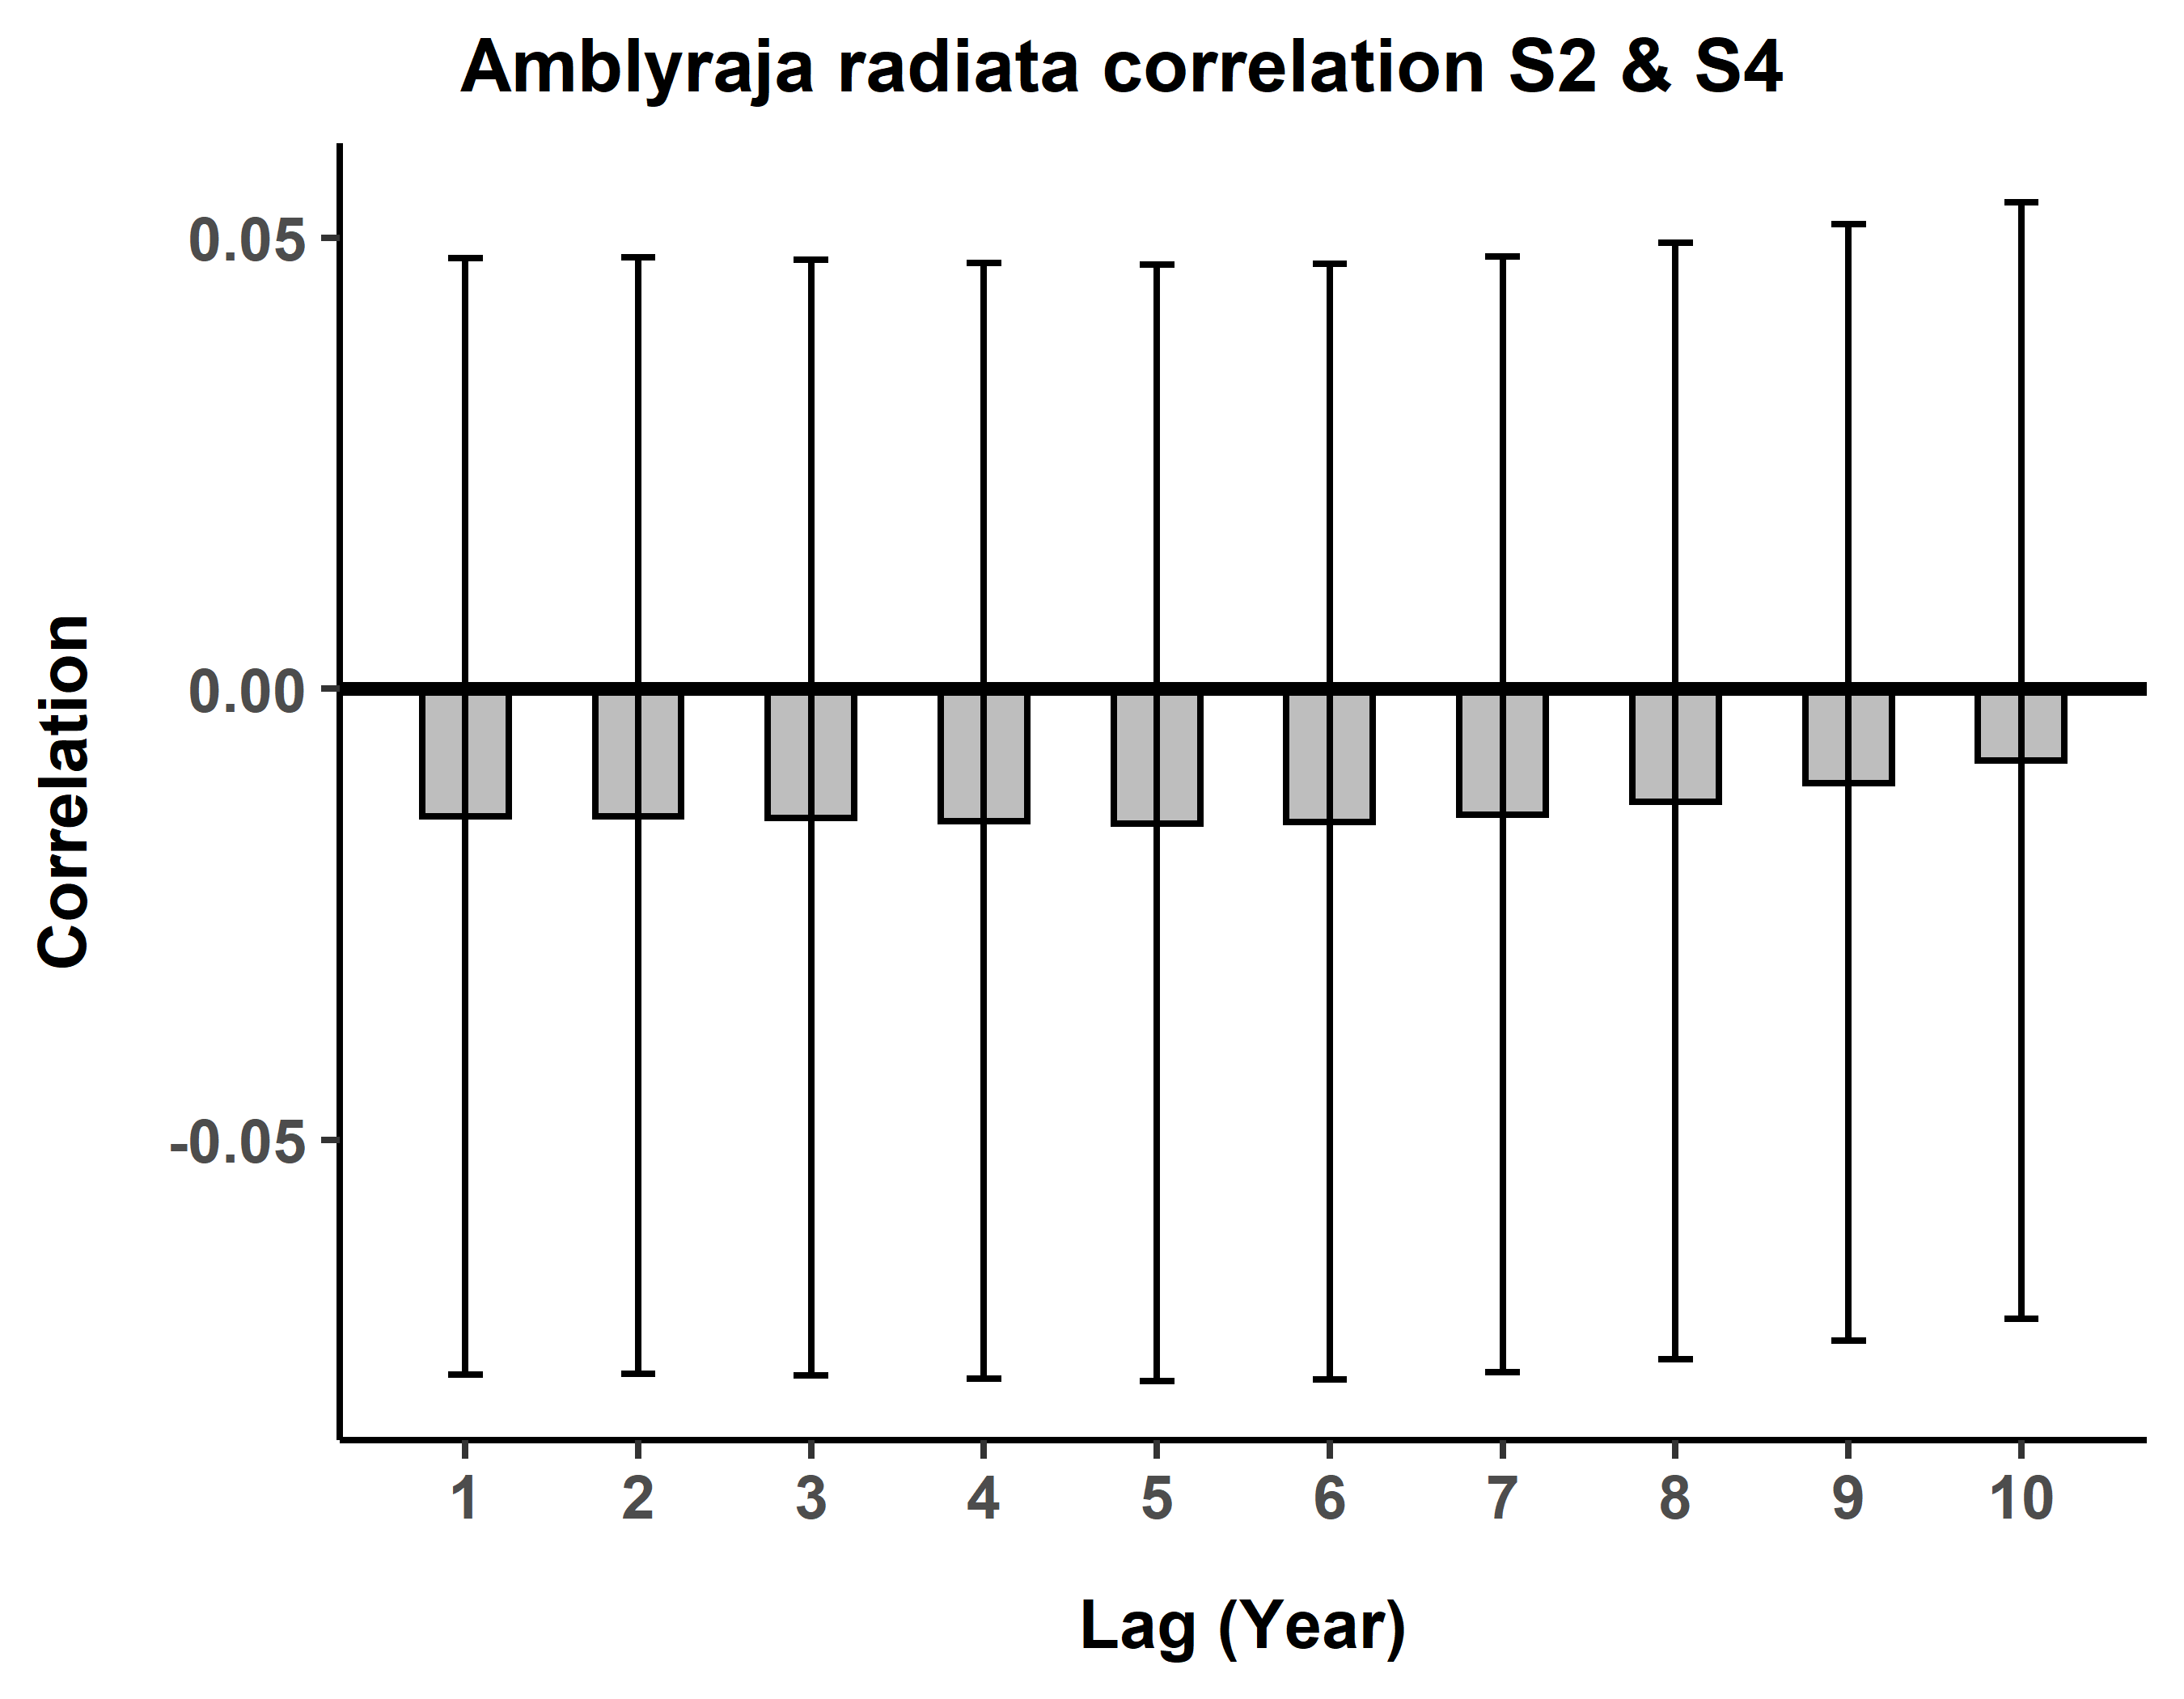 Amblyraja radiata correlation S2 & S4
0.05
0.00
-0.05
Correlation
1 2 3 4 5 6 7 8 9 10
Lag (Year)